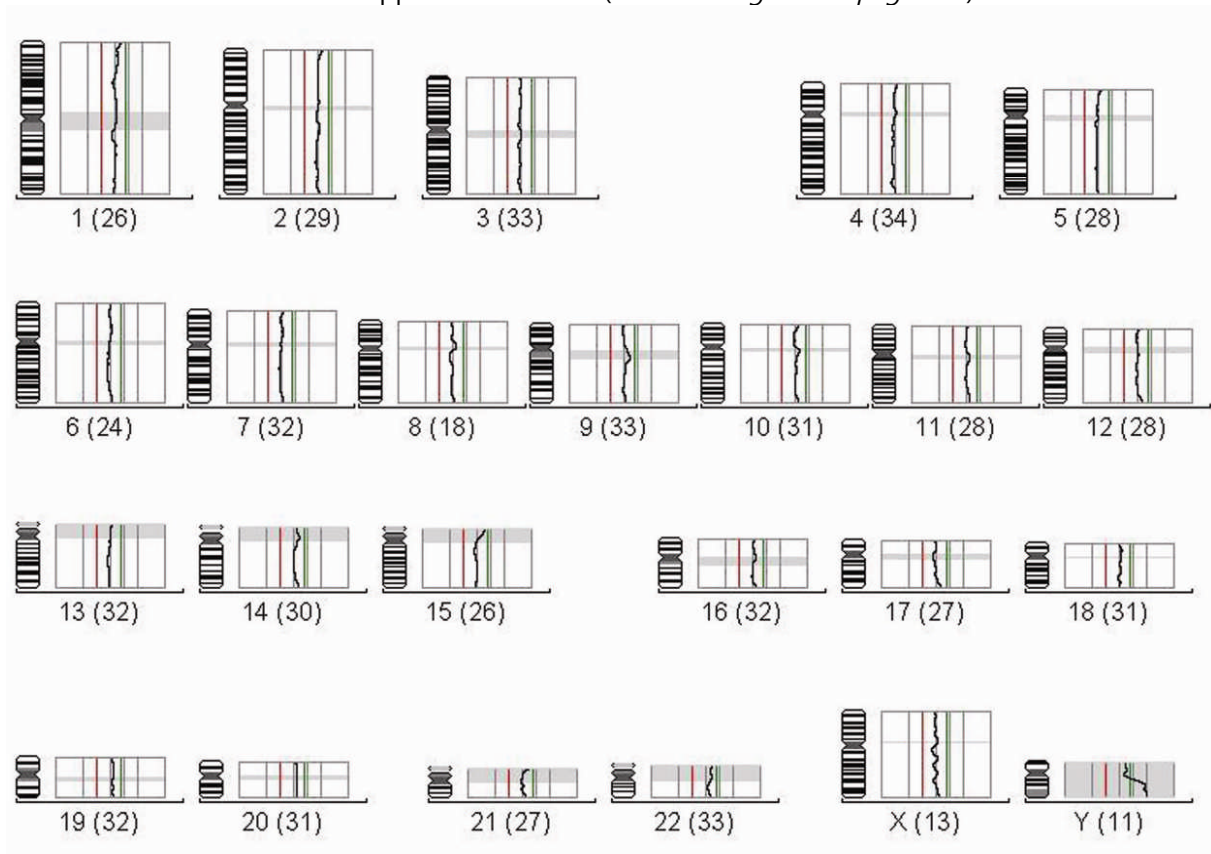 1 (26) 2 (29) 3 (33) 4 (34) 5 (28)
6 (24) 7 (32) 8 (18) 9 (33) 10 (31) 11 (28) 12 (28)
13 (32) 14 (30) 15 (26) 16 (32) 17 (27) 18 (31)
19 (32) 20 (31) 21 (27) 22 (33) X (13) Y (11)